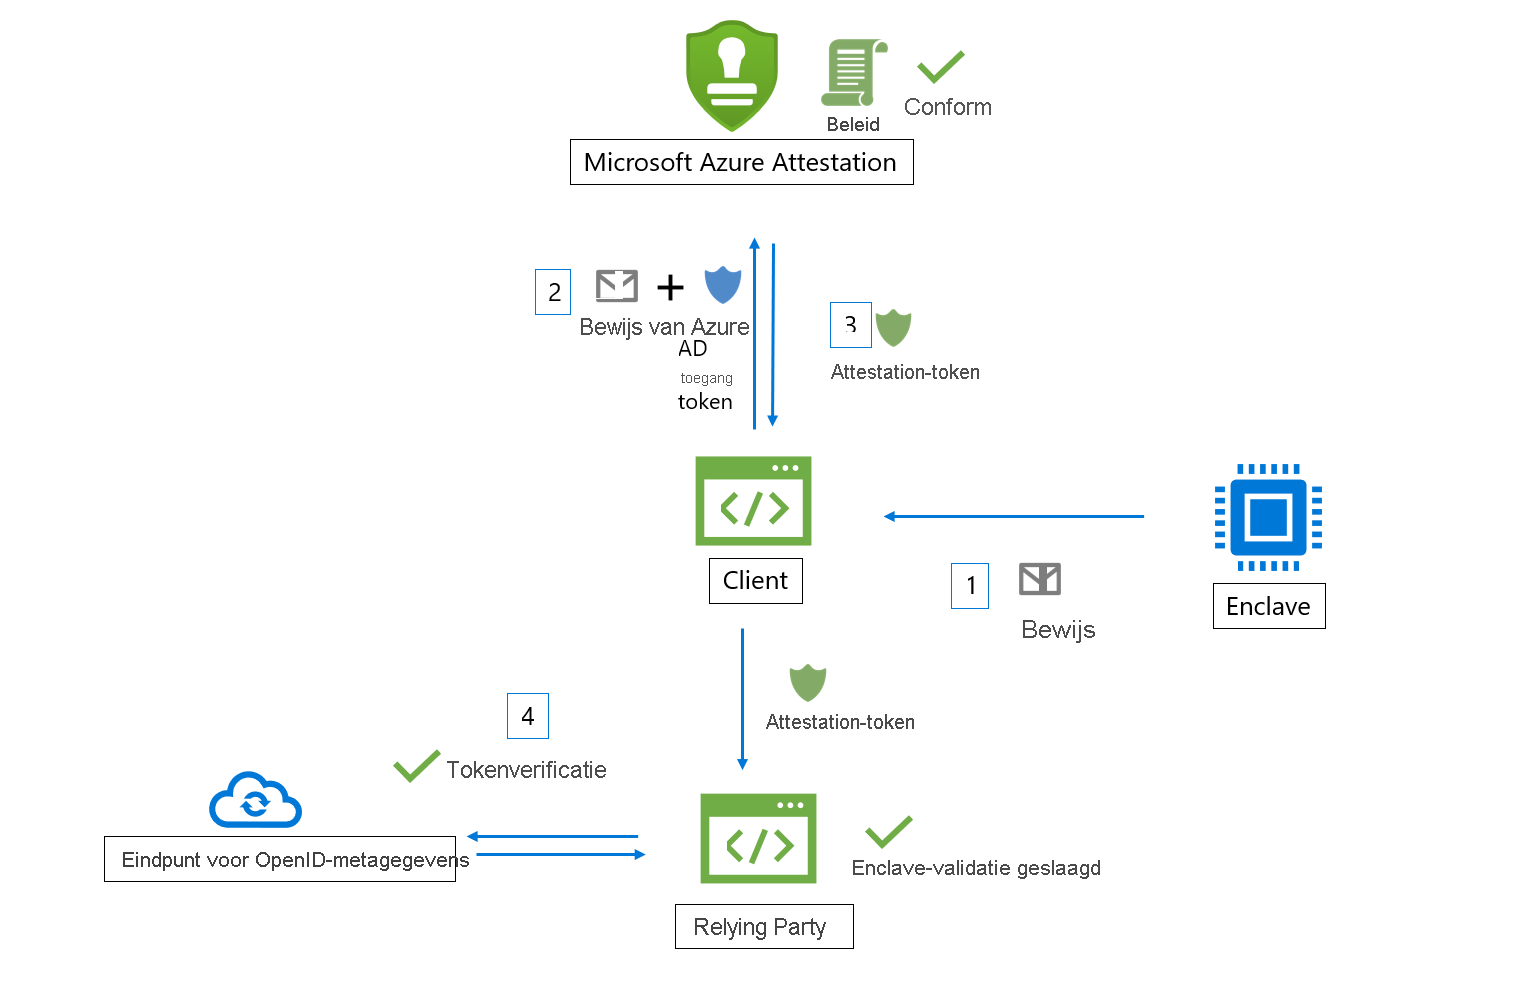 Beleid
Conform
Microsoft Azure Attestation
2
Bewijs van Azure
AD
toegang
token
3
Attestation-token
Client
1
Bewijs
Enclave
Attestation-token
4
Tokenverificatie
Eindpunt voor OpenID-metagegevens
Enclave-validatie geslaagd
Relying Party